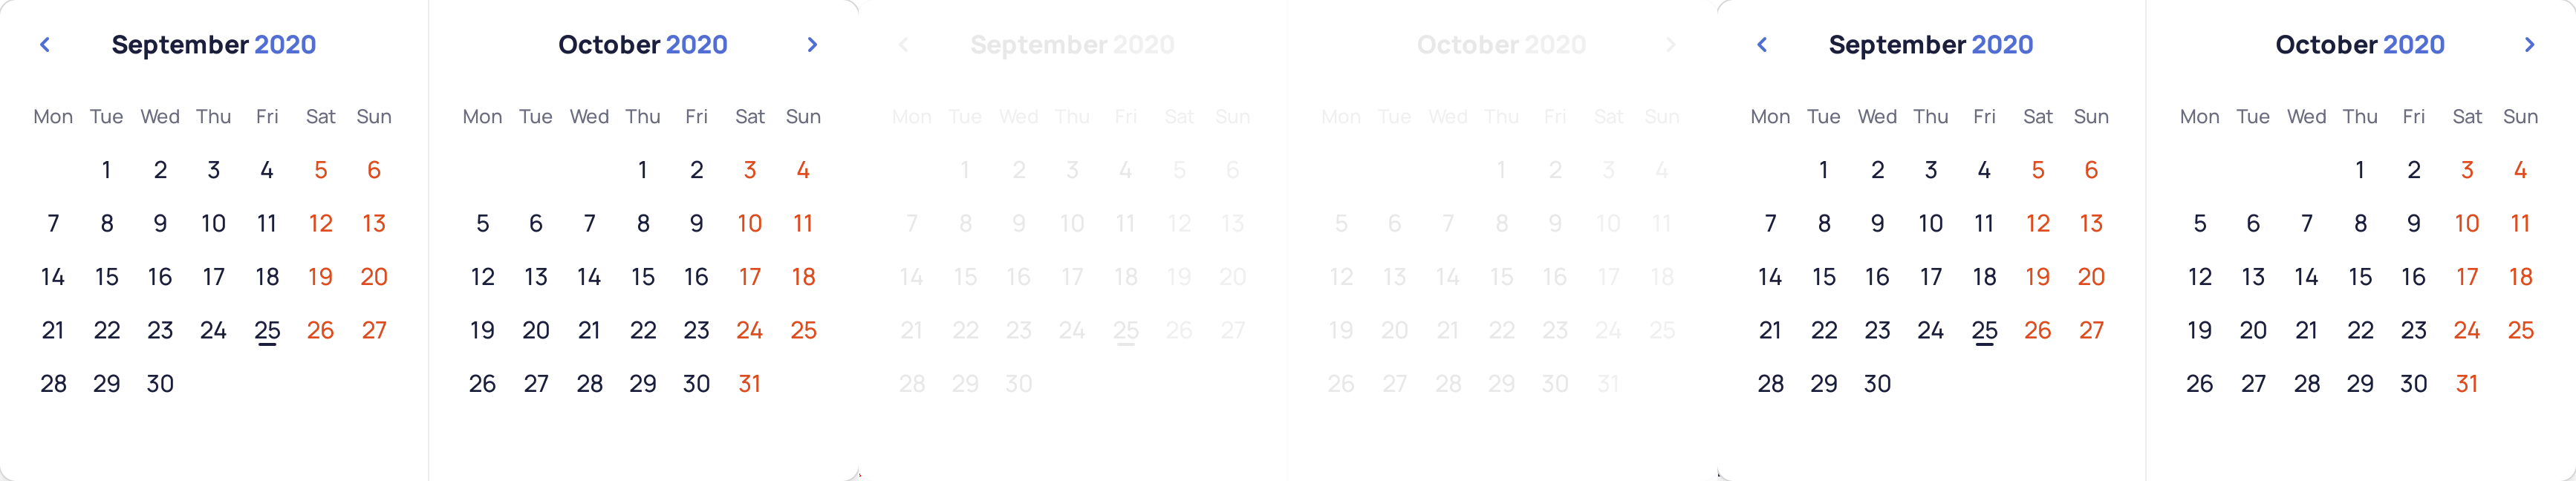 September 2020 October 2020 September 2020 October 2020 September 2020 October 2020
Mon Tue Wed Thu Fri Sat Sun Mon Tue Wed Thu Fri Sat Sun Mon Tue Wed Thu Fri Sat Sun Mon Tue Wed Thu Fri Sat Sun Mon Tue Wed Thu Fri Sat Sun Mon Tue Wed Thu Fri Sat Sun
1 2 3 4 5 6 1 2 3 4 1 2 3 4 5 6 1 2 3 4 1 2 3 4 5 6 1 2 3 4
7 8 9 10 11 12 13 5 6 7 8 9 10 11 7 8 9 10 11 12 13 5 6 7 8 9 10 11 7 8 9 10 11 12 13 5 6 7 8 9 10 11
14 15 16 17 18 19 20 12 13 14 15 16 17 18 14 15 16 17 18 19 20 12 13 14 15 16 17 18 14 15 16 17 18 19 20 12 13 14 15 16 17 18
21 22 23 24 25 26 27 19 20 21 22 23 24 25 21 22 23 24 25 26 27 19 20 21 22 23 24 25 21 22 23 24 25 26 27 19 20 21 22 23 24 25
28 29 30 26 27 28 29 30 31 28 29 30 26 27 28 29 30 31 28 29 30 26 27 28 29 30 31